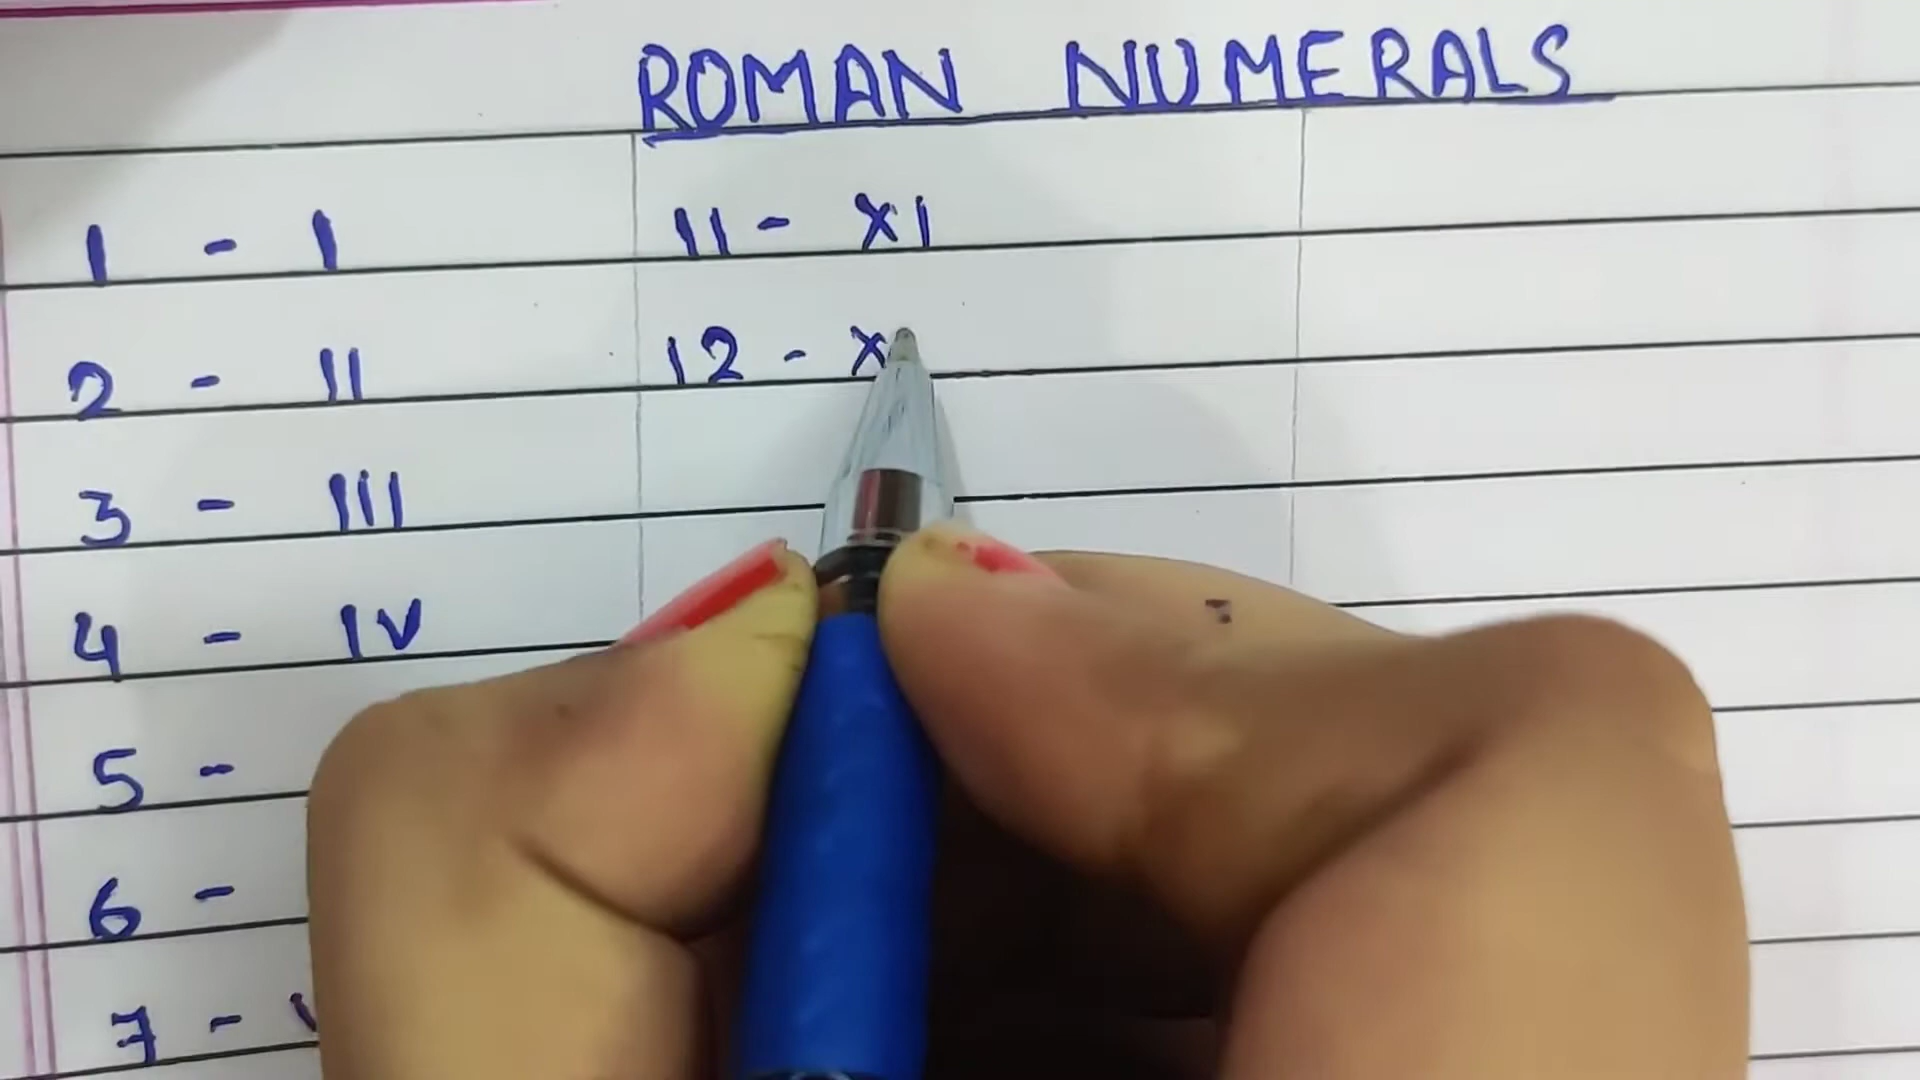 ROMAN NUMERALS
1 - I
2 - II
3 - III
4 - IV
5 -
6 -
7 -
11 - XI
12 - X